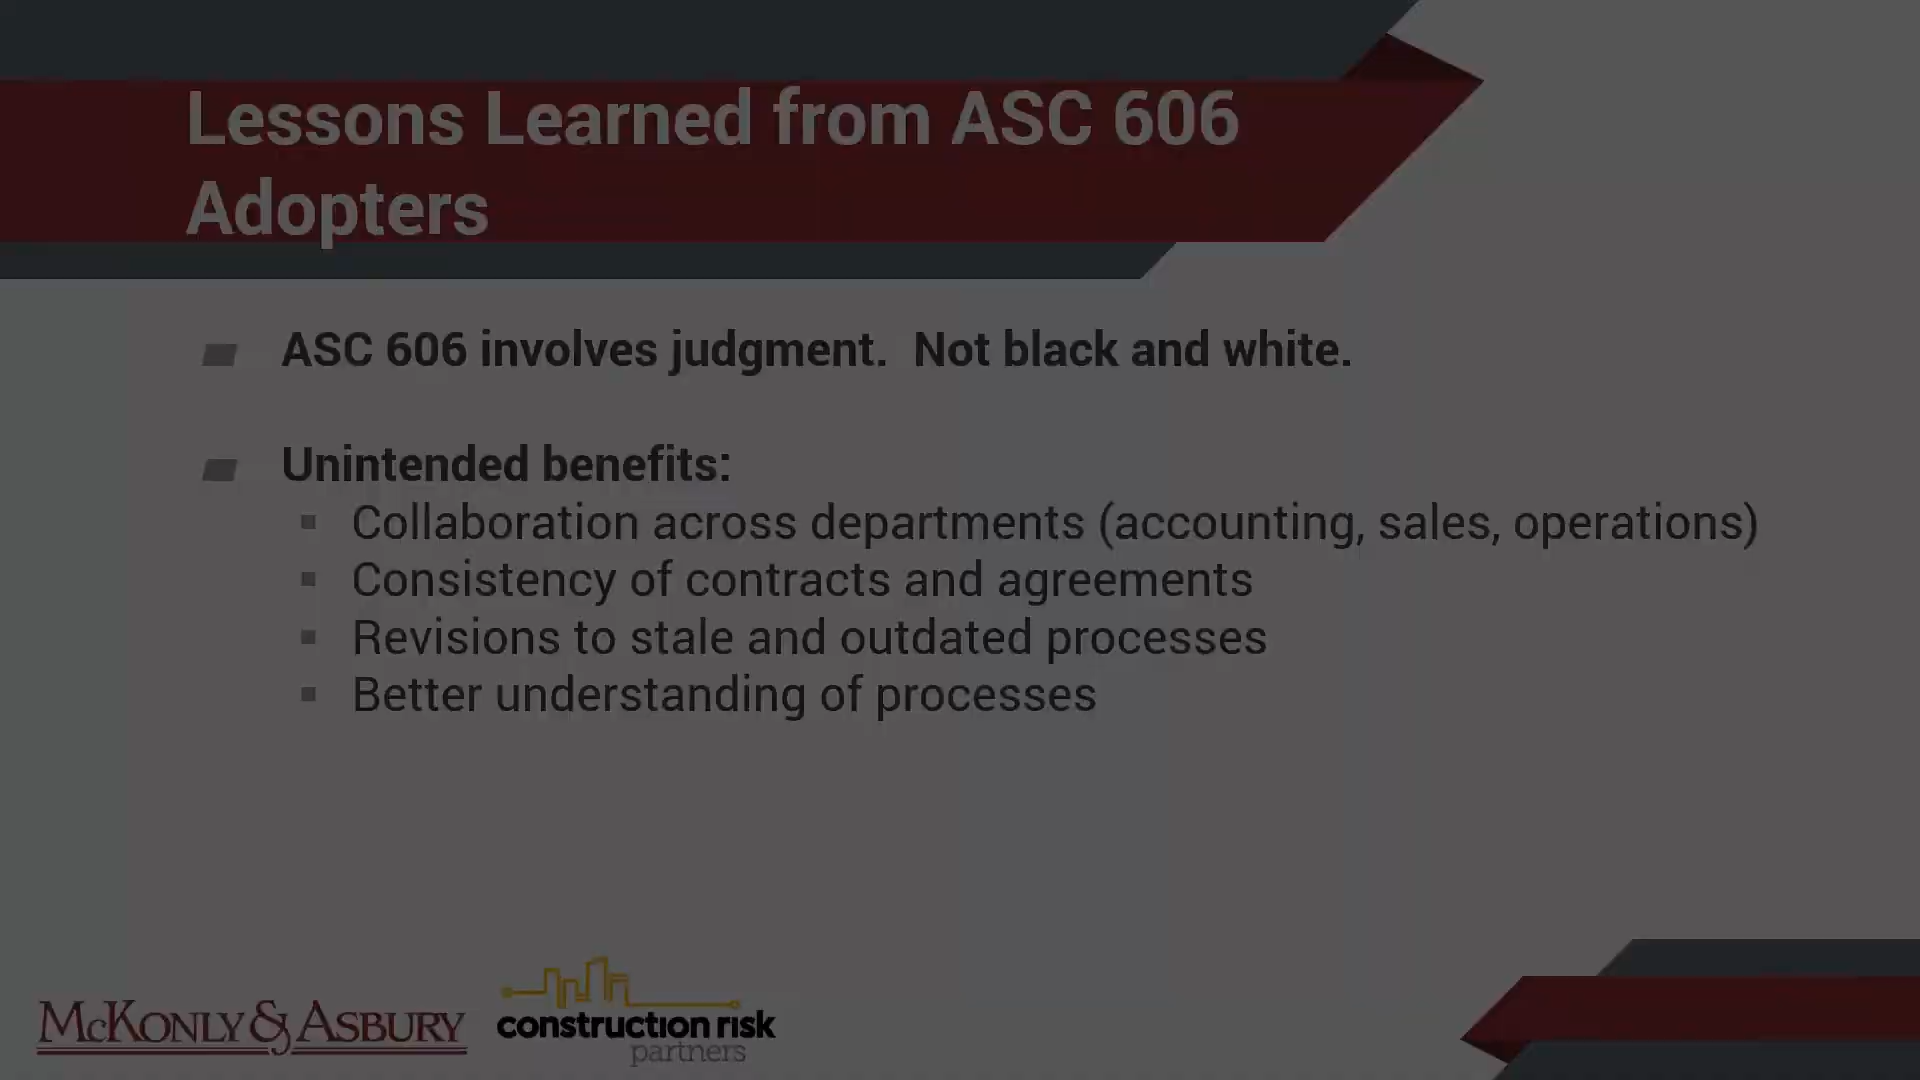 Lessons Learned from ASC 606
Adopters
ASC 606 involves judgment.  Not black and white.
Unintended benefits:
Collaboration across departments (accounting, sales, operations)
Consistency of contracts and agreements
Revisions to stale and outdated processes
Better understanding of processes
McKonly & Asbury
construction risk
partners